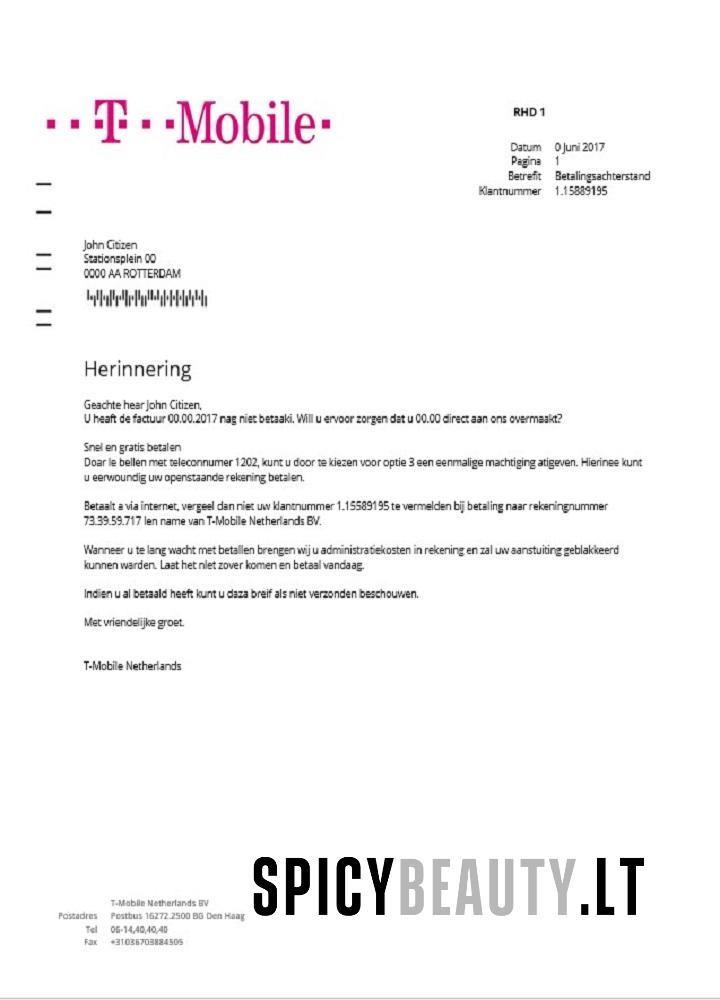 T Mobile
RHD 1
Datum 0 Juni 2017
Pagina 1
Betrefit Betalingsachterstand
Klantnummer 1.15889195
John Citizen
Stationsplein 00
0000 AA ROTTERDAM
Herinnering
Geachte hear John Citizen,
U heaft de factuur 00.00.2017 nag niet betaaki. Will u ervoor zorgen dat u 00.00 direct aan ons overmaakt?
Snel en gratis betalen
Doar le bellen met teleconnumer 1202, kunt u door te kiezen voor optie 3 een eenmalige machtiging atigeven. Hierinee kunt
u eerwoundig uw openstaande rekening betalen.
Betaalt a via internet, vergeel dan niet uw klantnummer 1.15589195 te vermelden bij betaling naar rekeningnummer
73.39.59.717 len name van T-Mobile Netherlands BV.
Wanneer u te lang wacht met betallen brengen wij u administratiekosten in rekening en zal uw aanstuiting geblakkeerd
kunnen warden. Laat het niet zover komen en betaal vandaag.
Indien u al betaald heeft kunt u daza breif als niet verzonden beschouwen.
Met vriendelijke groet.
T-Mobile Netherlands
SPICYBEAUTY.LT
T-Mobile Netherlands BV
Postadres Postbus 16272.2500 BG Den Haag
Tel 06-14,40,40,40
Fax +31036703884595